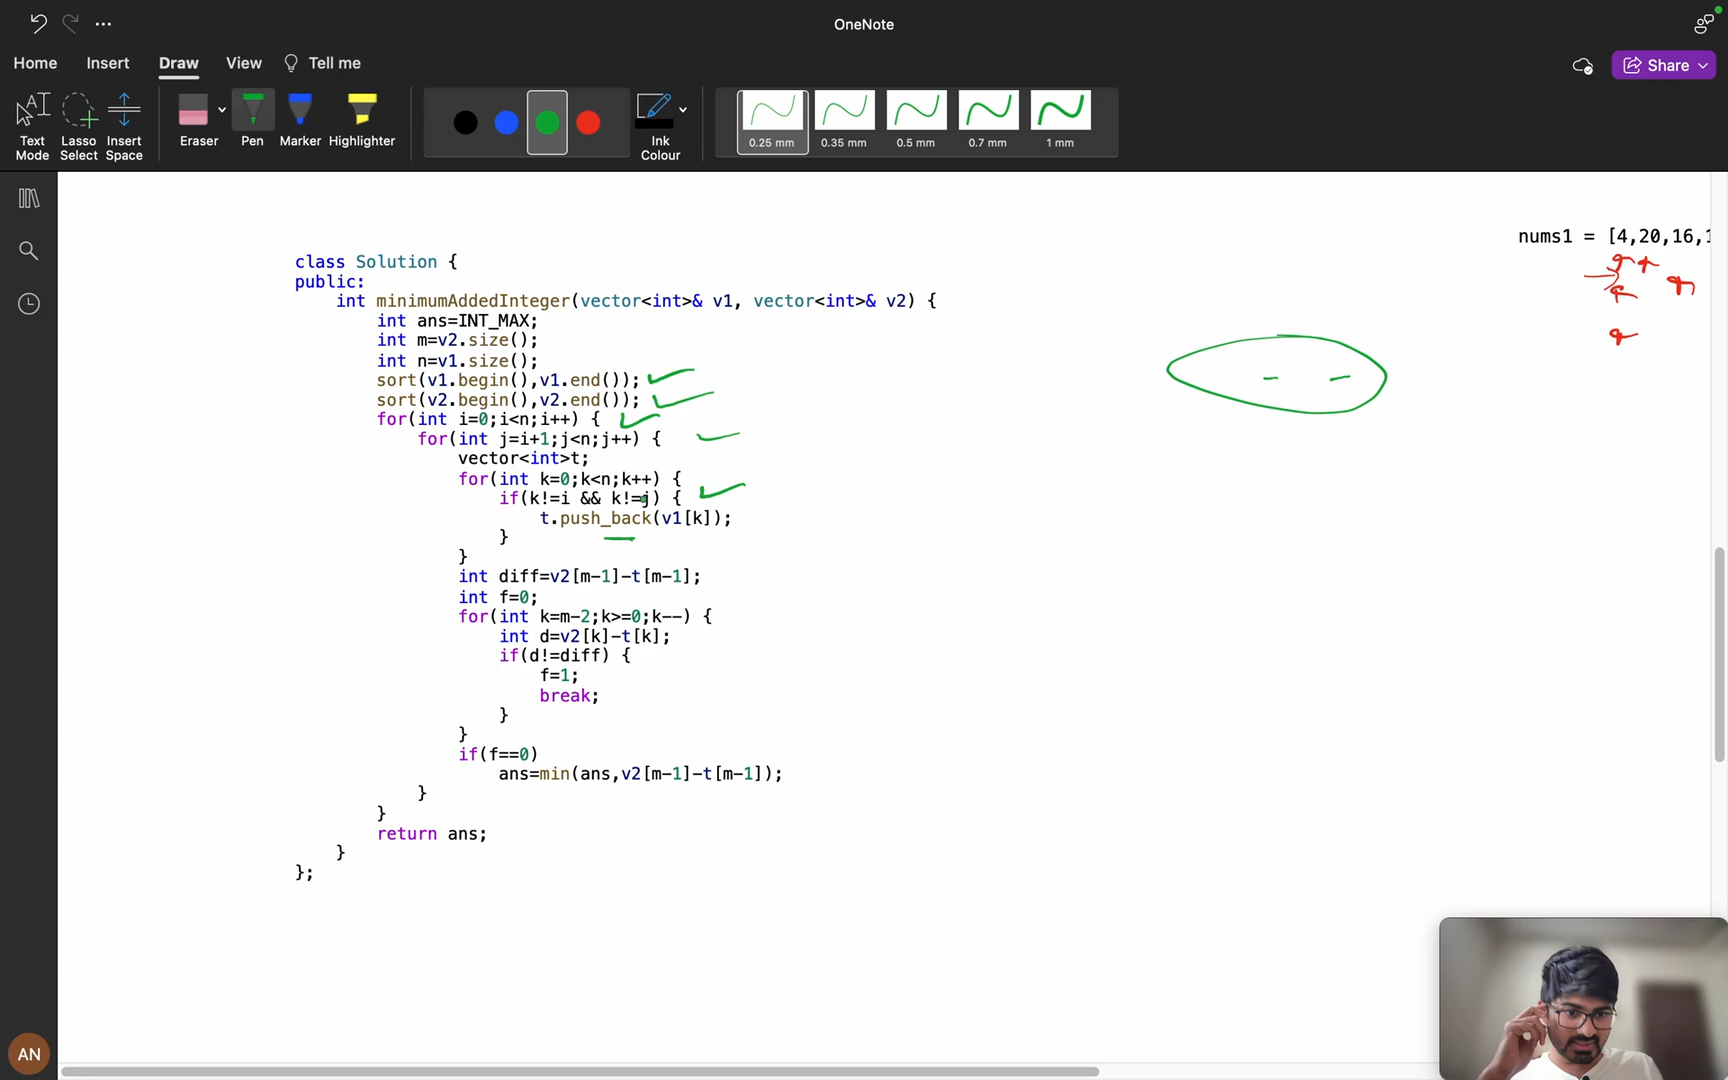 OneNote
Home Insert Draw View Tell me
Share
Text Mode
Lasso Select
Insert Space
Eraser
Pen
Marker
Highlighter
Ink Colour
0.25 mm
0.35 mm
0.5 mm
0.7 mm
1 mm
nums1 = [4,20,16,1
class Solution {
public:
    int minimumAddedInteger(vector<int>& v1, vector<int>& v2) {
        int ans=INT_MAX;
        int m=v2.size();
        int n=v1.size();
        sort(v1.begin(),v1.end());
        sort(v2.begin(),v2.end());
        for(int i=0;i<n;i++) {
            for(int j=i+1;j<n;j++) {
                vector<int>t;
                for(int k=0;k<n;k++) {
                    if(k!=i && k!=j) {
                        t.push_back(v1[k]);
                    }
                }
                int diff=v2[m-1]-t[m-1];
                int f=0;
                for(int k=m-2;k>=0;k--) {
                    int d=v2[k]-t[k];
                    if(d!=diff) {
                        f=1;
                        break;
                    }
                }
                if(f==0)
                    ans=min(ans,v2[m-1]-t[m-1]);
            }
        }
        return ans;
    }
};
AN